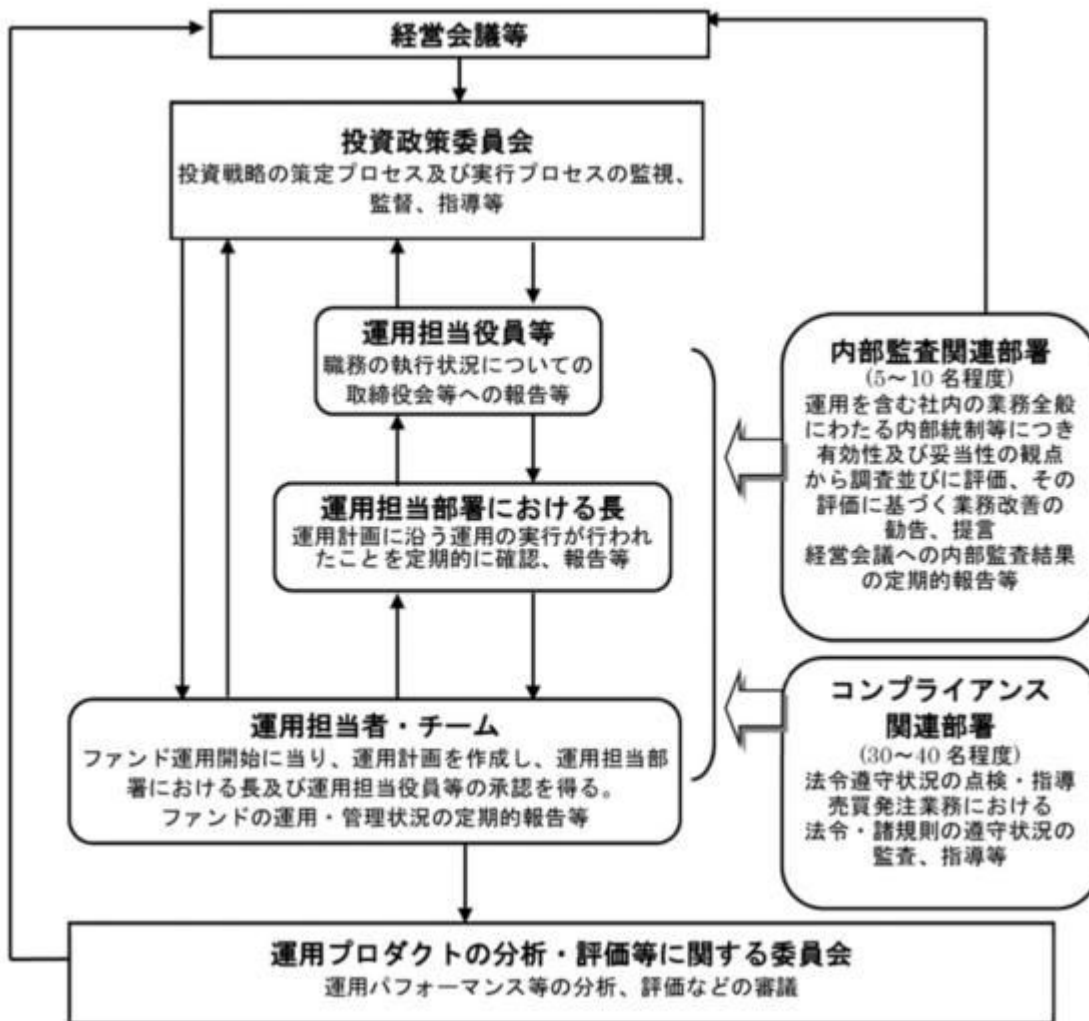 経営会議等
投資政策委員会
投資戦略の策定プロセス及び実行プロセスの監視、
監督、指導等
運用担当役員等
職務の執行状況についての
取締役会等への報告等
運用担当部署における長
運用計画に沿う運用の実行が行われ
たことを定期的に確認、報告等
運用担当者・チーム
ファンド運用開始に当り、運用計画を作成し、運用担当部
署における長及び運用担当役員等の承認を得る。
ファンドの運用・管理状況の定期的報告等
内部監査関連部署
(5～10 名程度)
運用を含む社内の業務全般
にわたる内部統制等につき
有効性及び妥当性の観点
から調査並びに評価、その
評価に基づく業務改善の
勧告、提言
経営会議への内部監査結果
の定期的報告等
コンプライアンス
関連部署
(30～40 名程度)
法令遵守状況の点検・指導
売買発注業務における
法令・諸規則の遵守状況の
監査、指導等
運用プロダクトの分析・評価等に関する委員会
運用パフォーマンス等の分析、評価などの審議